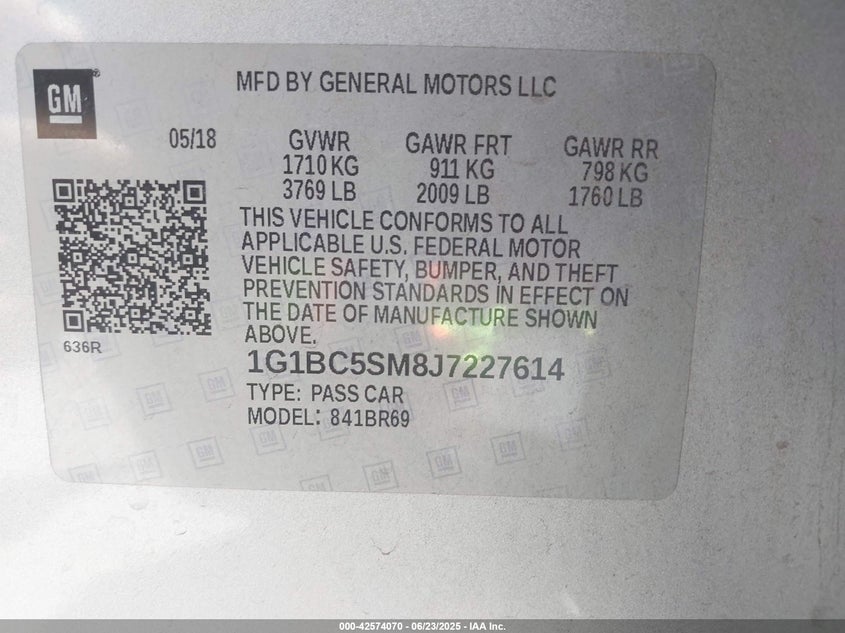 GM
MFD BY GENERAL MOTORS LLC
05/18 GVWR GAWR FRT GAWR RR
1710 KG 911 KG 798 KG
3769 LB 2009 LB 1760 LB
THIS VEHICLE CONFORMS TO ALL
APPLICABLE U.S. FEDERAL MOTOR
VEHICLE SAFETY, BUMPER, AND THEFT
PREVENTION STANDARDS IN EFFECT ON
THE DATE OF MANUFACTURE SHOWN
ABOVE.
636R
1G1BC5SM8J7227614
TYPE: PASS CAR
MODEL: 841BR69
000-42574070 - 06/23/2025 - IAA Inc.